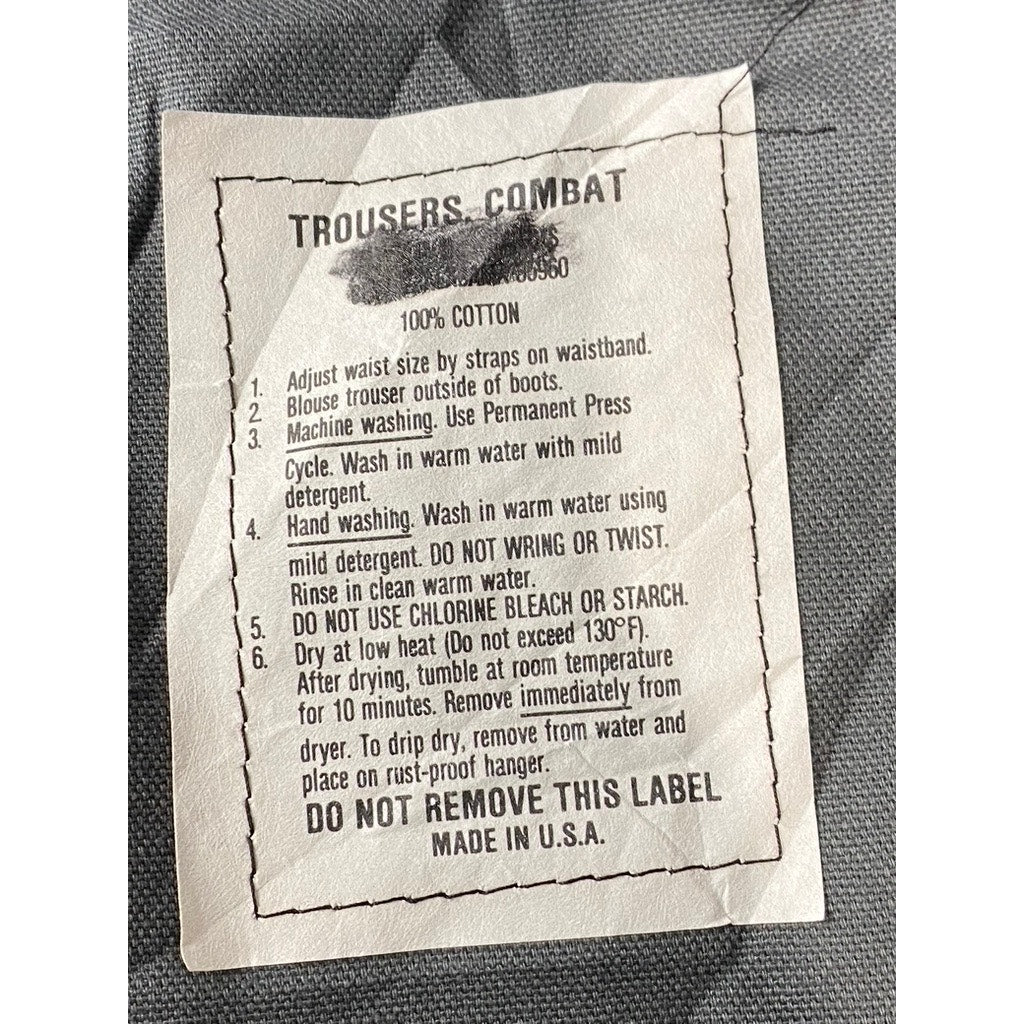 TROUSERS, COMBAT
100% COTTON
1. Adjust waist size by straps on waistband.
2. Blouse trouser outside of boots.
3. Machine washing. Use Permanent Press
Cycle. Wash in warm water with mild
detergent.
4. Hand washing. Wash in warm water using
mild detergent. DO NOT WRING OR TWIST.
Rinse in clean warm water.
5. DO NOT USE CHLORINE BLEACH OR STARCH.
6. Dry at low heat (Do not exceed 130°F).
After drying, tumble at room temperature
for 10 minutes. Remove immediately from
dryer. To drip dry, remove from water and
place on rust-proof hanger.
DO NOT REMOVE THIS LABEL
MADE IN U.S.A.